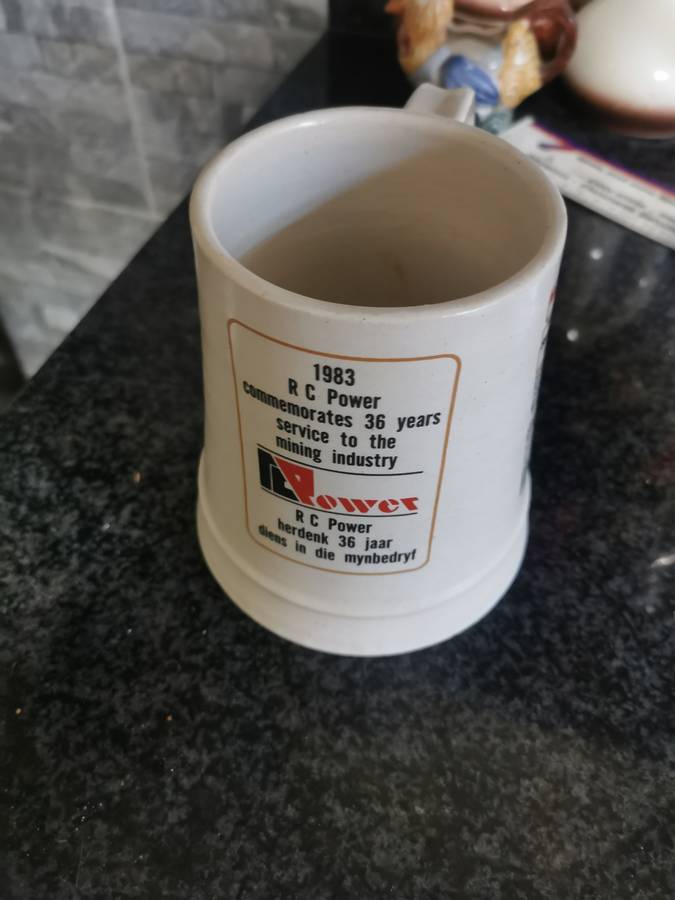 1983
R C Power
commemorates 36 years
service to the
mining industry
RC Power
R C Power
herdenk 36 jaar
diens in die mynbedryf